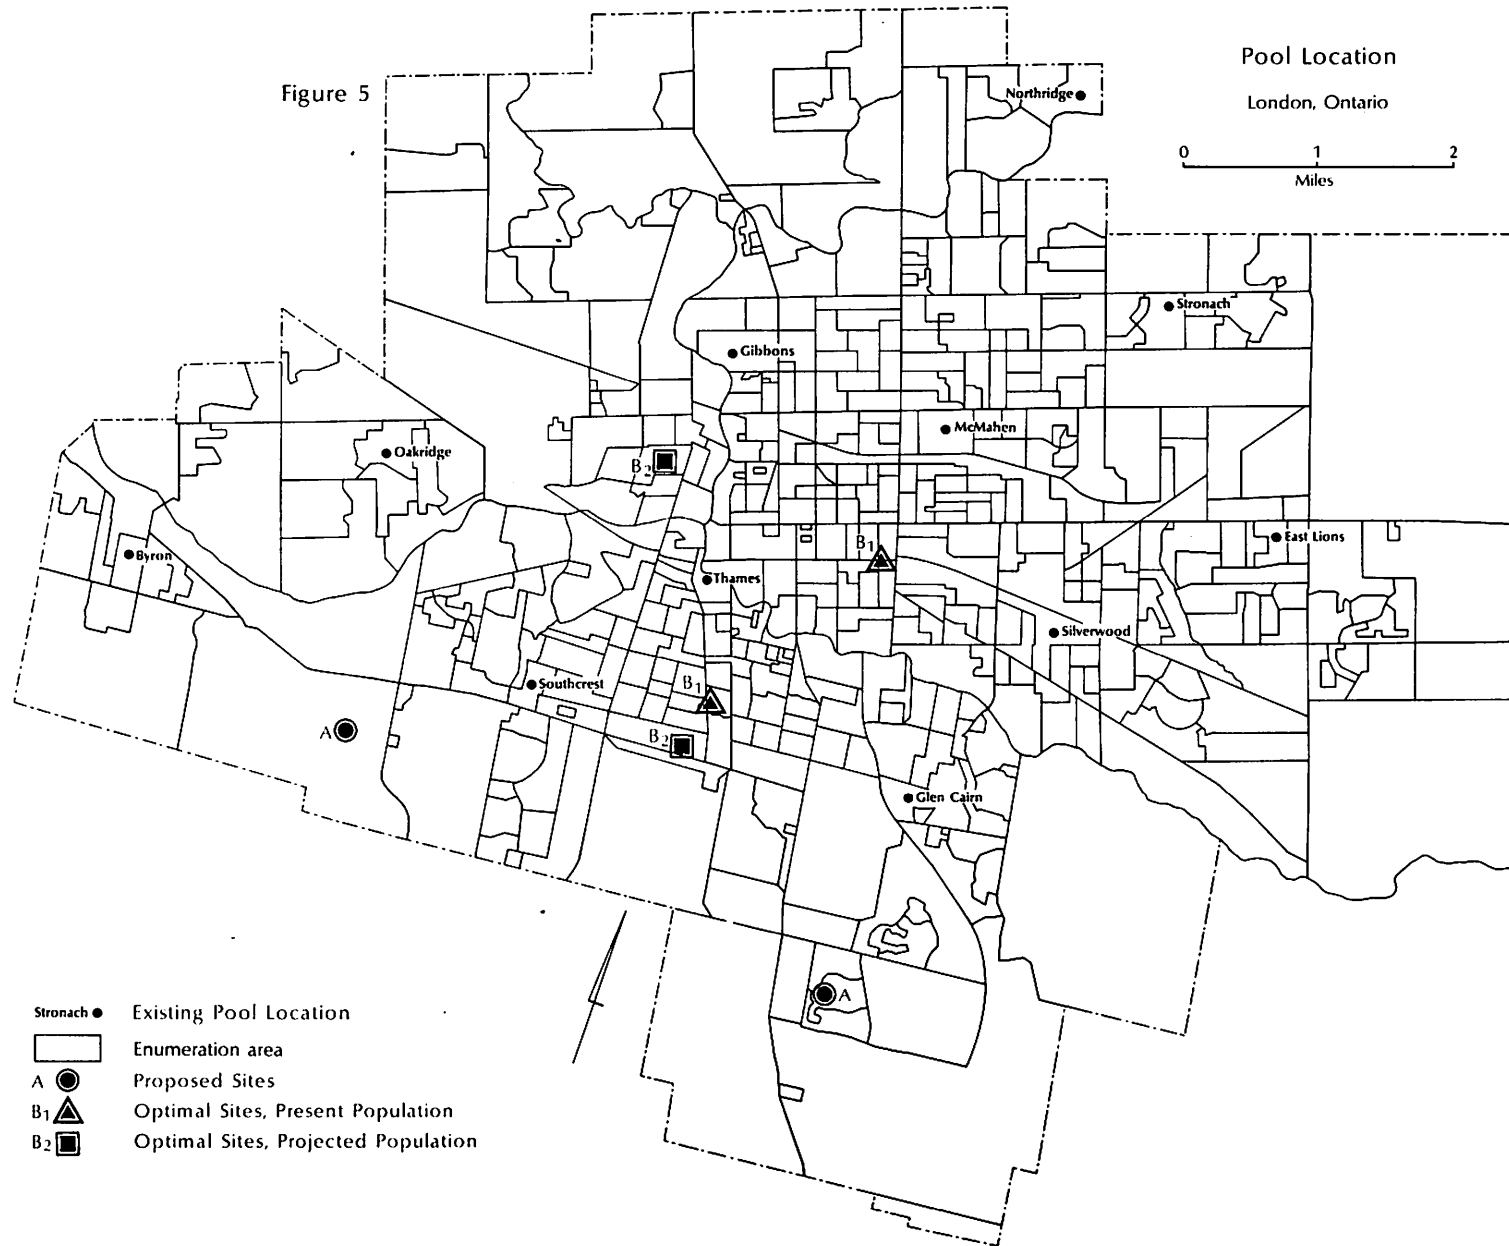 Figure 5
Pool Location
London, Ontario
0 1 2
Miles
Northridge
Stronach
Gibbons
McMahen
Oakridge
B2
East Lions
B1
Byron
Thames
Silverwood
Southcrest
B1
A
B2
Glen Cairn
A
Stronach Existing Pool Location
Enumeration area
A Proposed Sites
B1 Optimal Sites, Present Population
B2 Optimal Sites, Projected Population